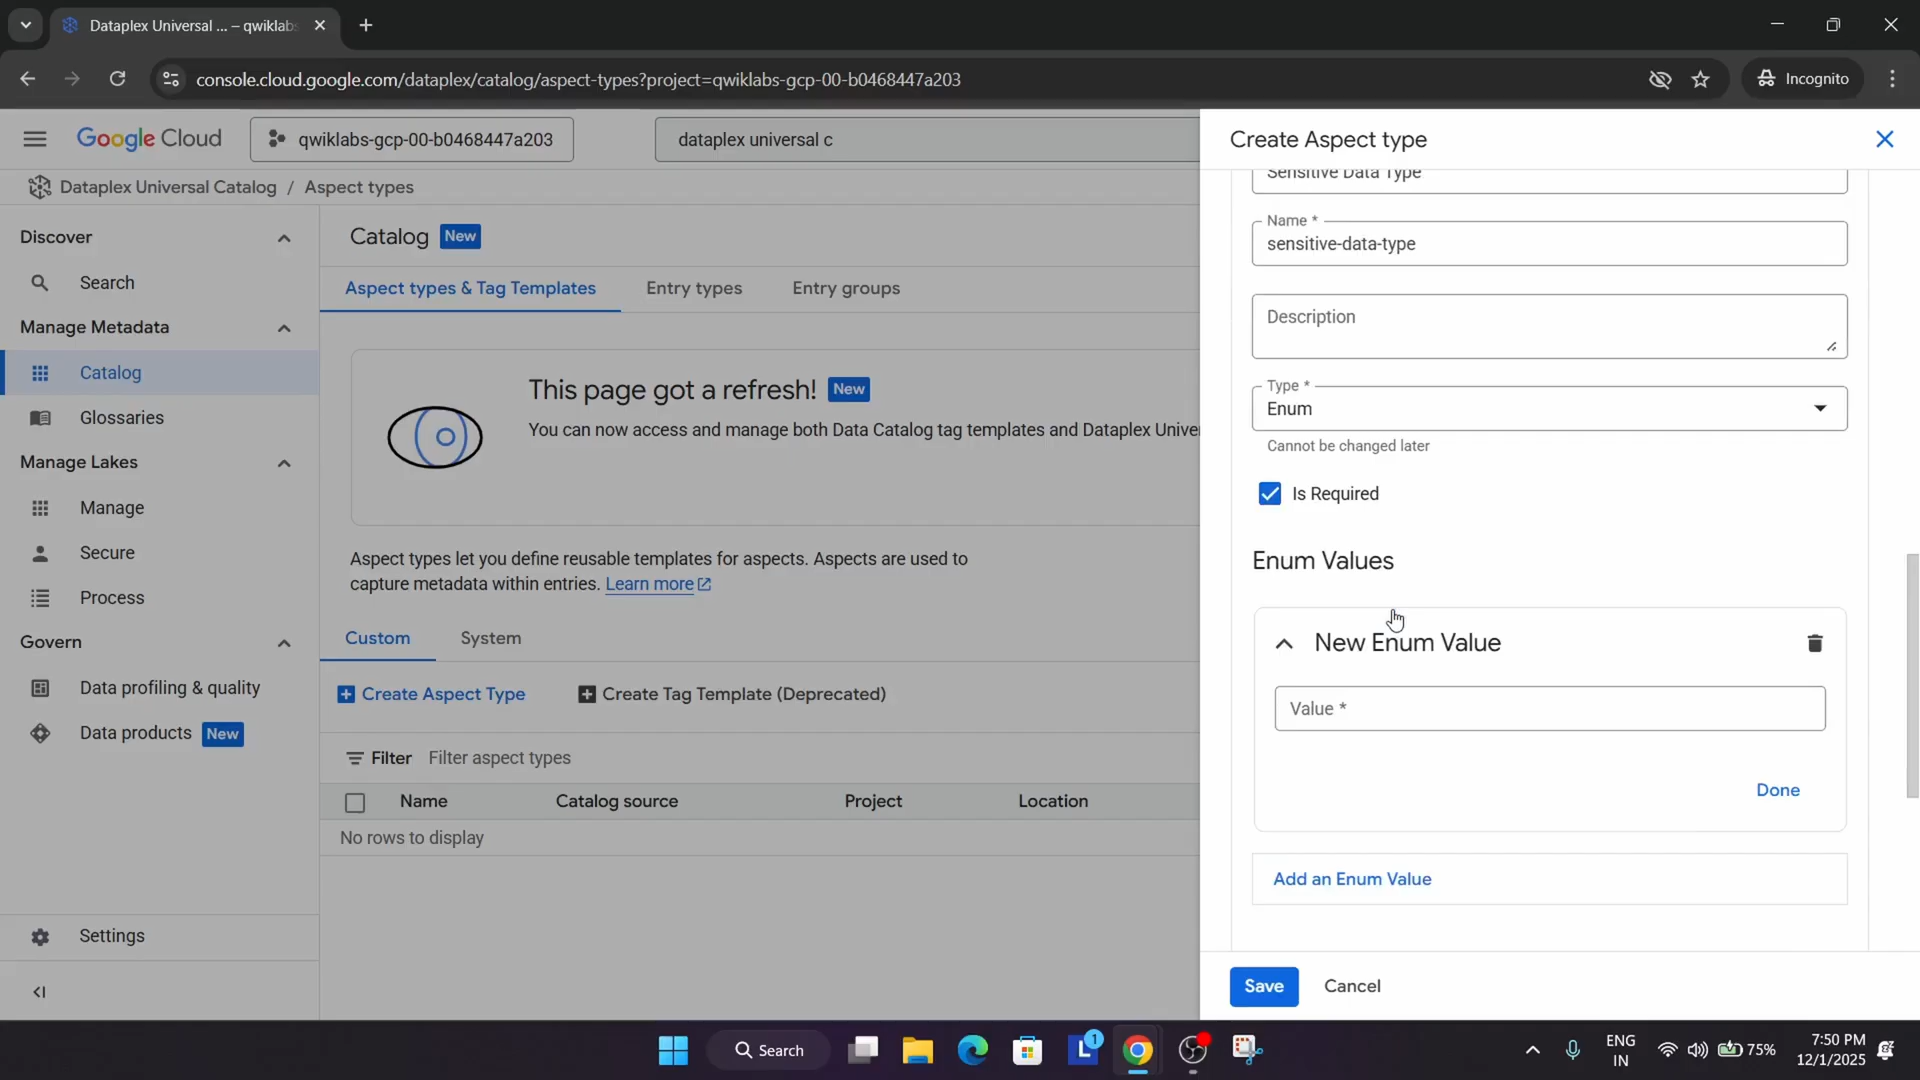 Dataplex Universal ... – qwiklabs
console.cloud.google.com/dataplex/catalog/aspect-types?project=qwiklabs-gcp-00-b0468447a203
Incognito
Google Cloud
qwiklabs-gcp-00-b0468447a203
dataplex universal c
Dataplex Universal Catalog / Aspect types
Discover
Search
Manage Metadata
Catalog
Glossaries
Manage Lakes
Manage
Secure
Process
Govern
Data profiling & quality
Data products New
Settings
Catalog New
Aspect types & Tag Templates
Entry types
Entry groups
This page got a refresh! New
You can now access and manage both Data Catalog tag templates and Dataplex Unive
Aspect types let you define reusable templates for aspects. Aspects are used to
capture metadata within entries. Learn more
Custom
System
Create Aspect Type
Create Tag Template (Deprecated)
Filter Filter aspect types
Name Catalog source Project Location
No rows to display
Create Aspect type
Sensitive Data Type
Name *
sensitive-data-type
Description
Type *
Enum
Cannot be changed later
Is Required
Enum Values
New Enum Value
Value *
Done
Add an Enum Value
Save Cancel
Search
1
ENG
IN
75%
7:50 PM
12/1/2025